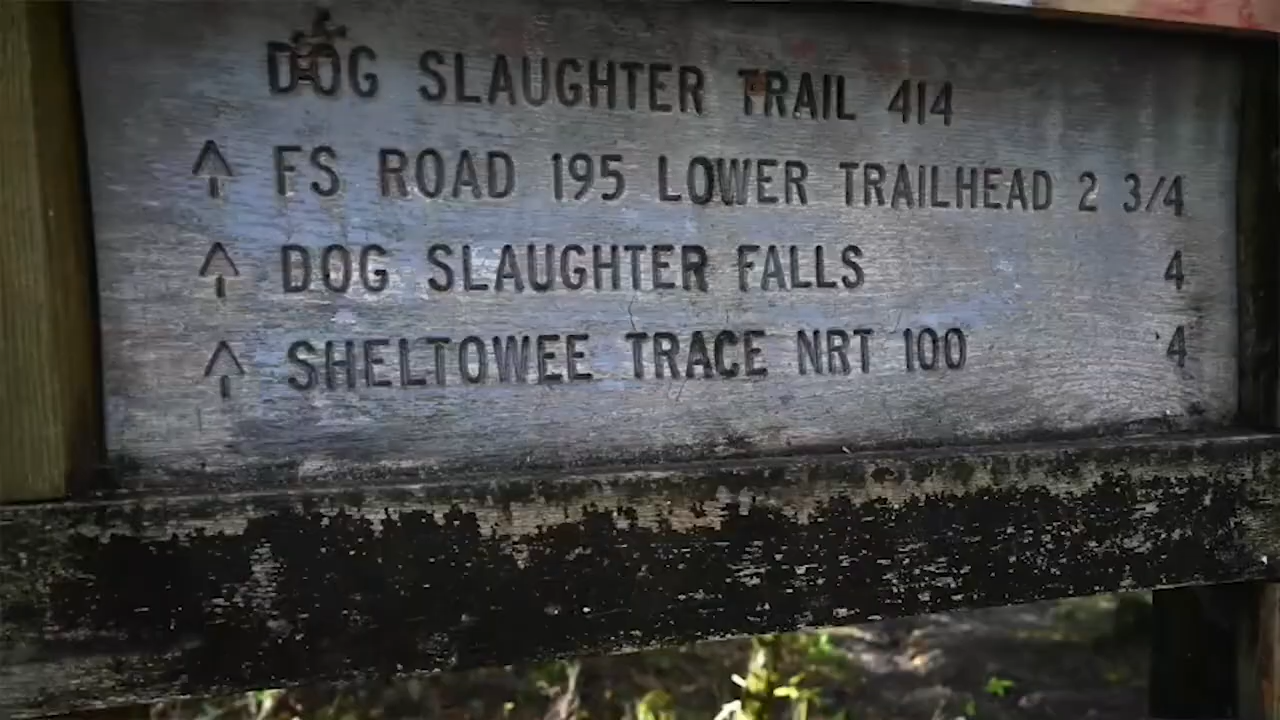 DOG SLAUGHTER TRAIL 414
↑ FS ROAD 195 LOWER TRAILHEAD 2 3/4
↑ DOG SLAUGHTER FALLS 4
↑ SHELTOWEE TRACE NRT 100 4